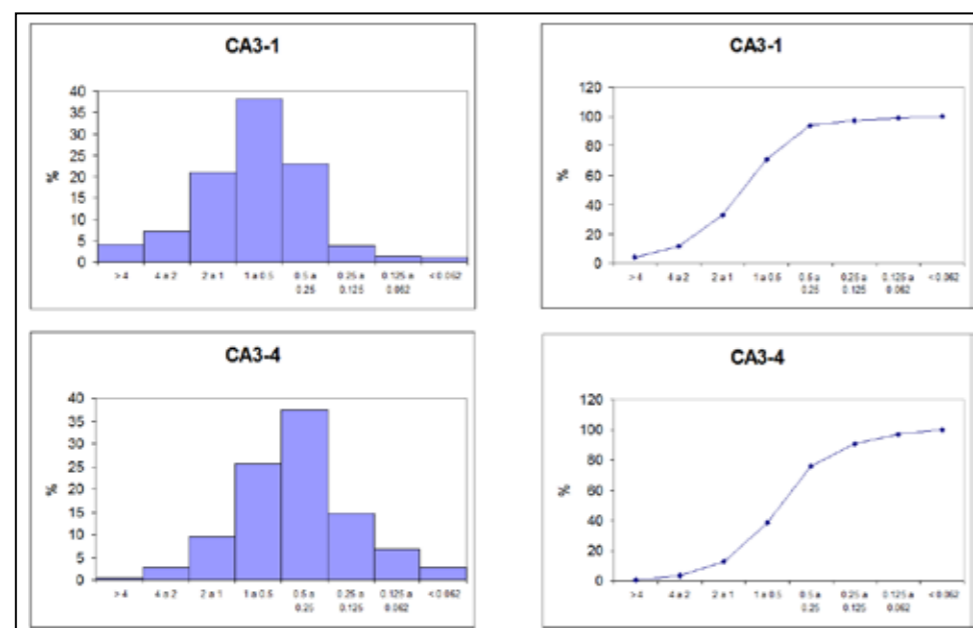 CA3-1
%
40
35
30
25
20
15
10
5
0
> 4
4 a 2
2 a 1
1 a 0.5
0.5 a 0.25
0.25 a 0.125
0.125 a 0.062
< 0.062
CA3-1
%
120
100
80
60
40
20
0
> 4
4 a 2
2 a 1
1 a 0.5
0.5 a 0.25
0.25 a 0.125
0.125 a 0.062
< 0.062
CA3-4
%
40
35
30
25
20
15
10
5
0
> 4
4 a 2
2 a 1
1 a 0.5
0.5 a 0.25
0.25 a 0.125
0.125 a 0.062
< 0.062
CA3-4
%
120
100
80
60
40
20
0
> 4
4 a 2
2 a 1
1 a 0.5
0.5 a 0.25
0.25 a 0.125
0.125 a 0.062
< 0.062